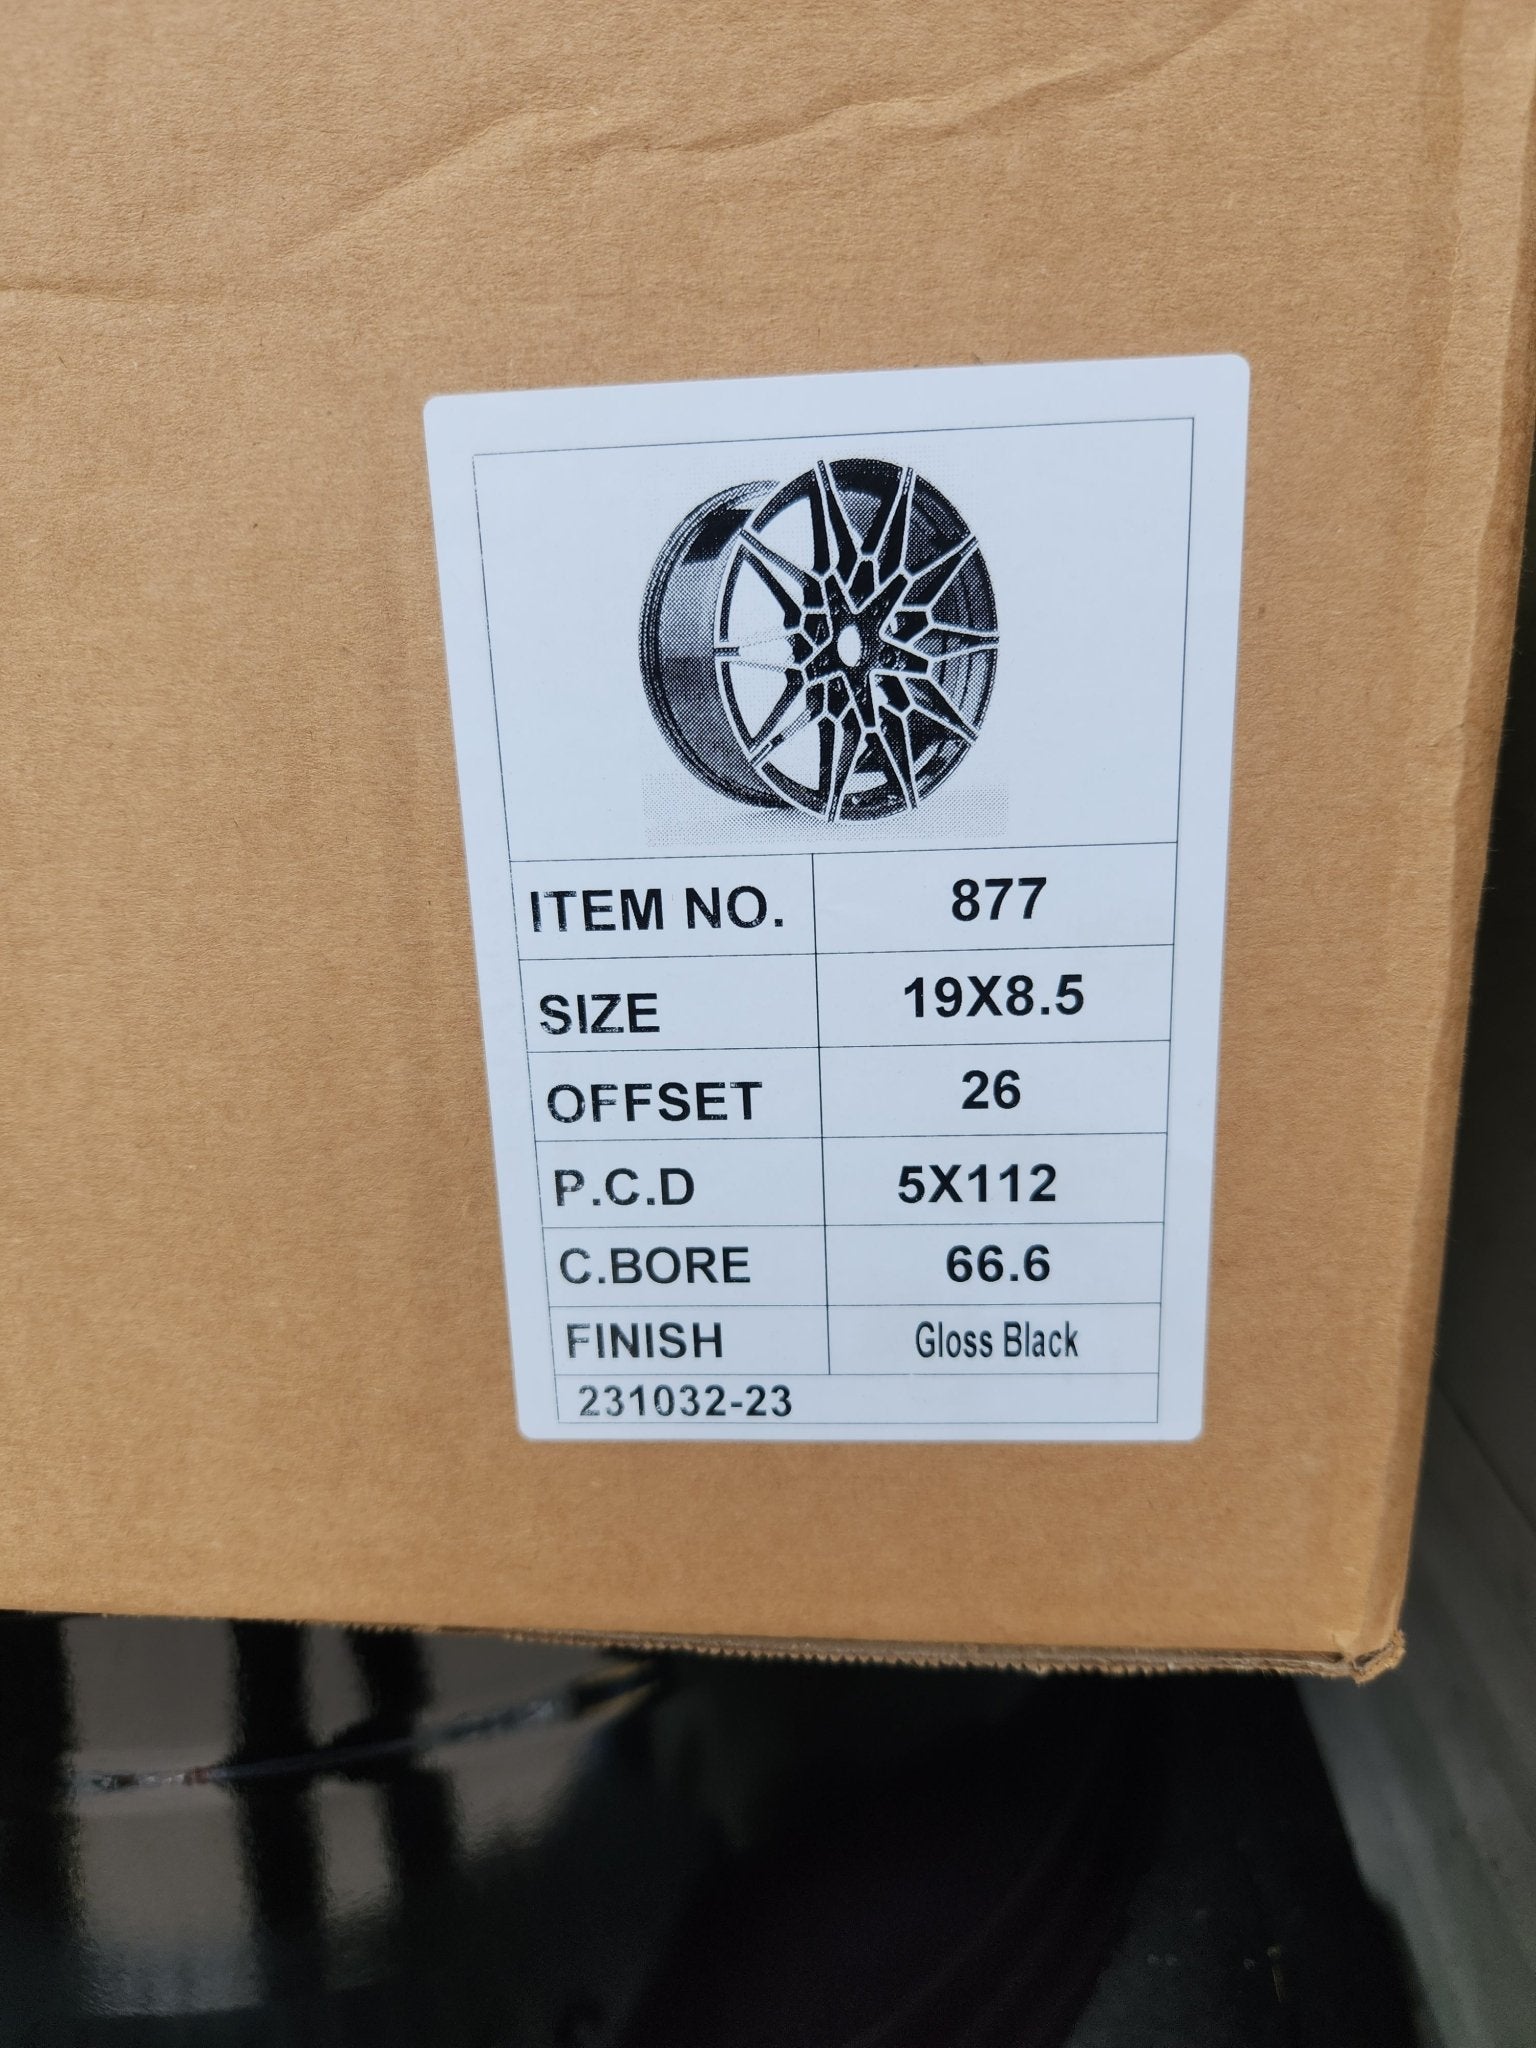 ITEM NO. 877
SIZE 19X8.5
OFFSET 26
P.C.D 5X112
C.BORE 66.6
FINISH Gloss Black
231032-23